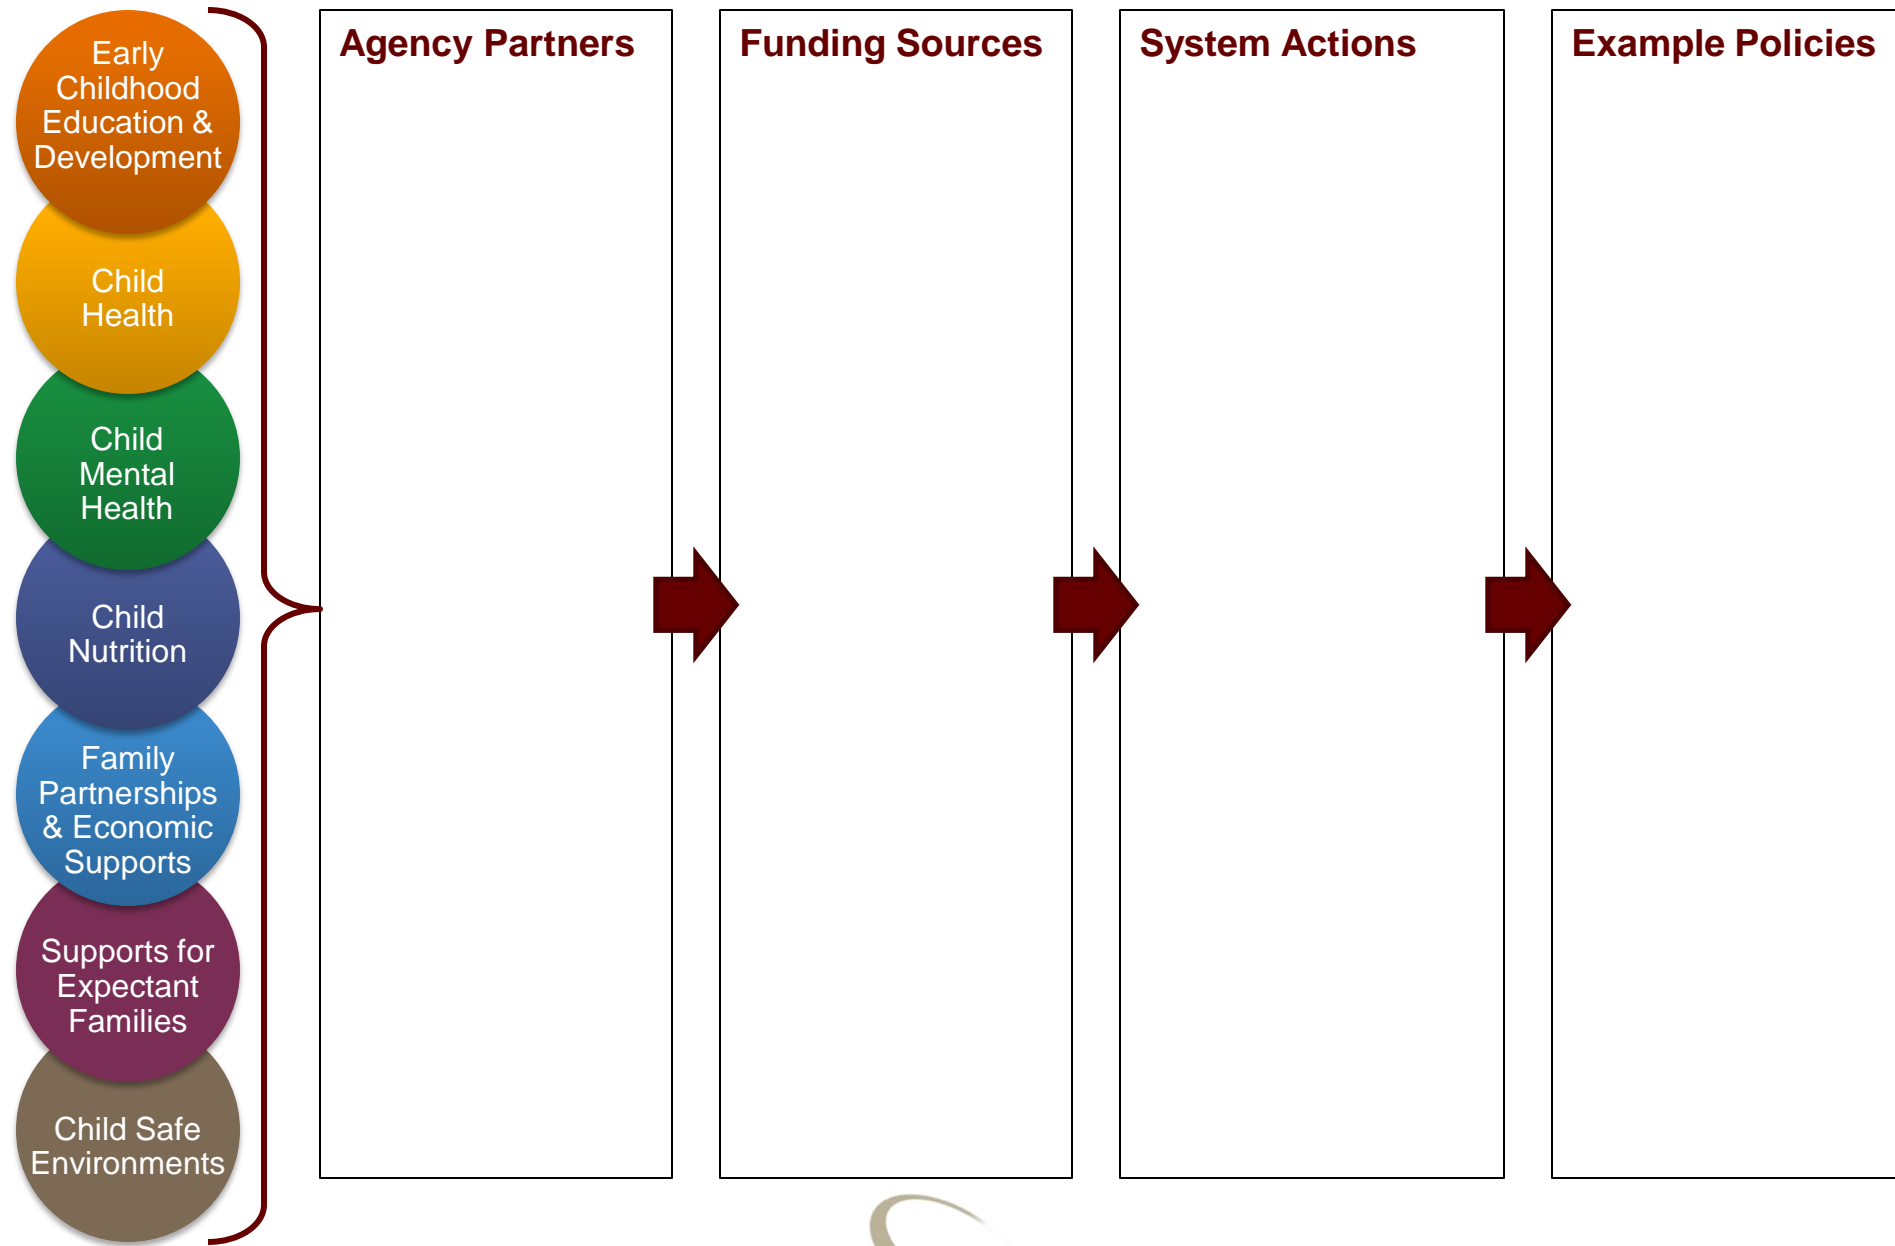 Early
Childhood
Education &
Development
Child
Health
Child
Mental
Health
Child
Nutrition
Family
Partnerships
& Economic
Supports
Supports for
Expectant
Families
Child Safe
Environments
Agency Partners
Funding Sources
System Actions
Example Policies